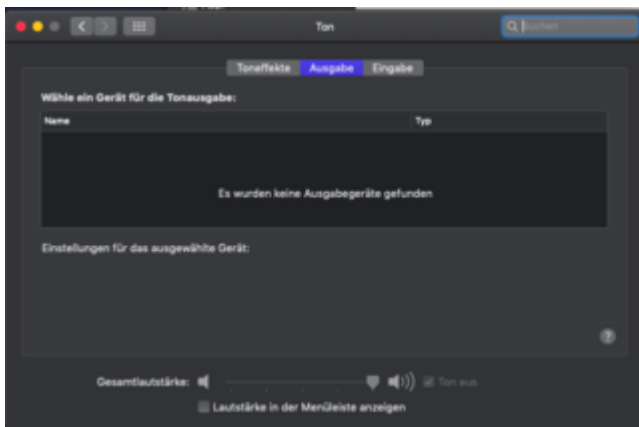 Ton
Suchen
Toneffekte Ausgabe Eingabe
Wähle ein Gerät für die Tonausgabe:
Name Typ
Es wurden keine Ausgabegeräte gefunden
Einstellungen für das ausgewählte Gerät:
?
Gesamtlautstärke: Ton aus
Lautstärke in der Menüleiste anzeigen